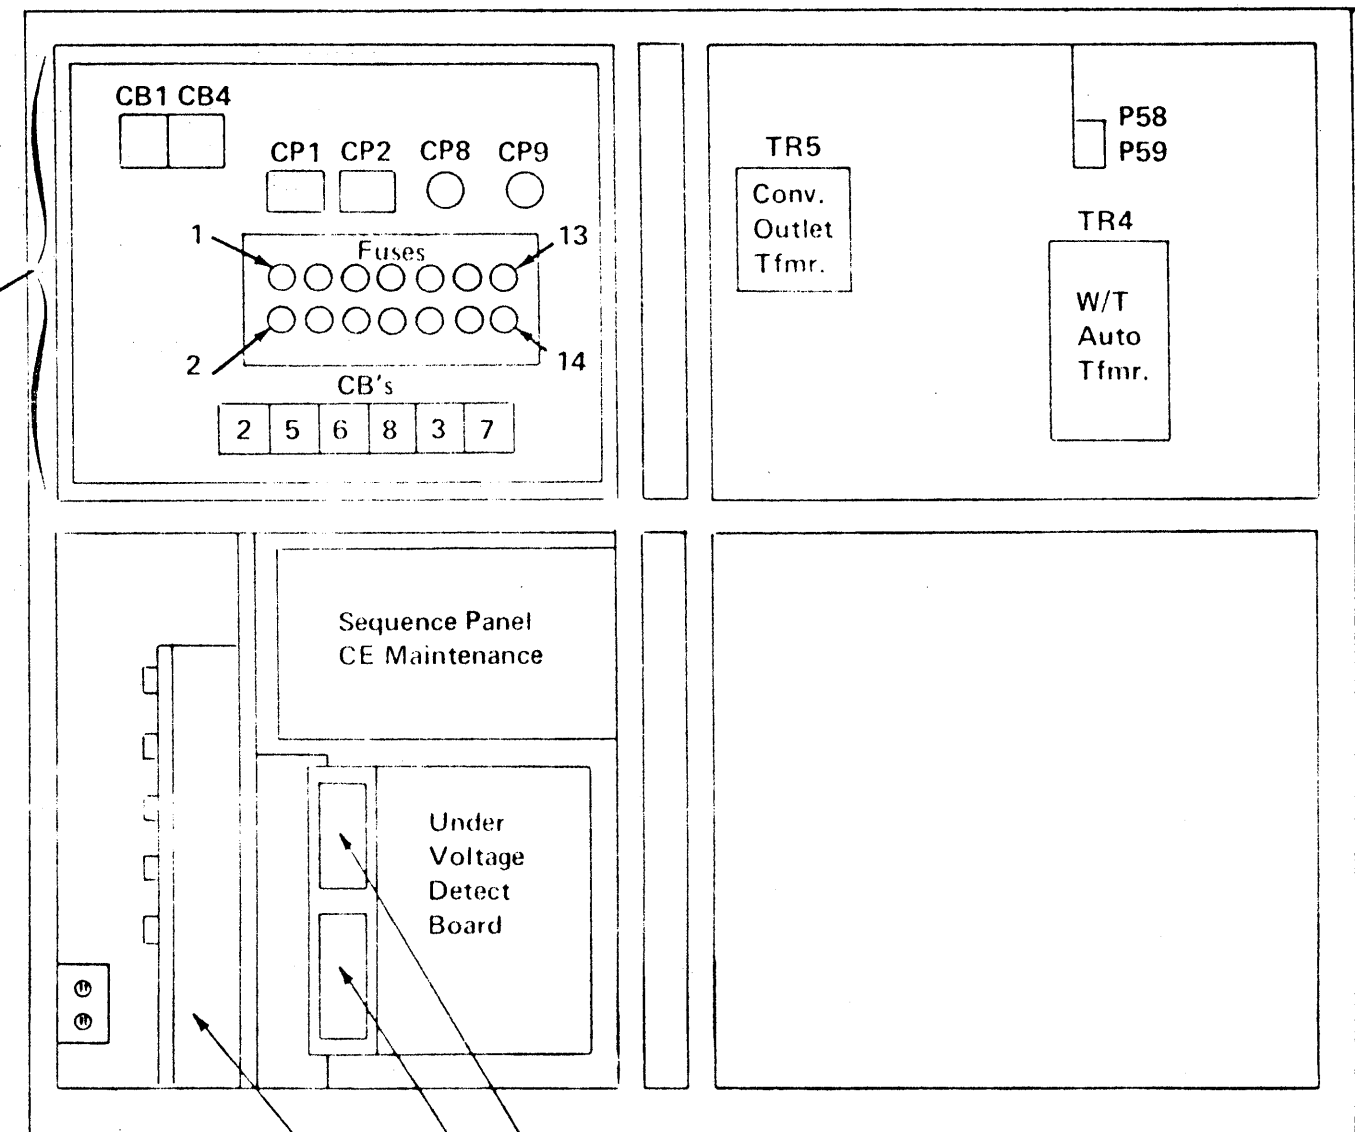 CB1 CB4
CP1 CP2 CP8 CP9
1 13
Fuses
2 14
CB's
2 5 6 8 3 7
TR5
Conv.
Outlet
Tfmr.
P58
P59
TR4
W/T
Auto
Tfmr.
Sequence Panel
CE Maintenance
Under
Voltage
Detect
Board